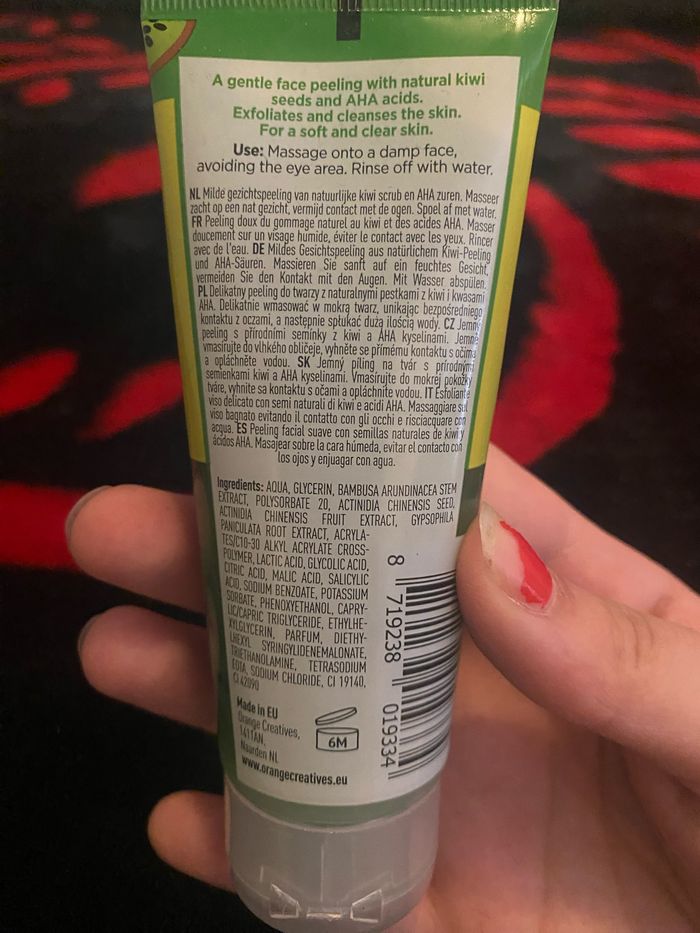 A gentle face peeling with natural kiwi
seeds and AHA acids.
Exfoliates and cleanses the skin.
For a soft and clear skin.
Use: Massage onto a damp face,
avoiding the eye area. Rinse off with water.
NL Milde gezichtspeeling van natuurlijke kiwi scrub en AHA zuren. Masseer
zacht op een nat gezicht, vermijd contact met de ogen. Spoel af met water.
FR Peeling doux du gommage naturel au kiwi et des acides AHA. Masser
doucement sur un visage humide, éviter le contact avec les yeux. Rincer
avec de l'eau. DE Mildes Gesichtspeeling aus natürlichem Kiwi-Peeling
und AHA-Säuren. Massieren Sie sanft auf ein feuchtes Gesicht,
vermeiden Sie den Kontakt mit den Augen. Mit Wasser abspülen.
PL Delikatny peeling do twarzy z naturalnymi pestkami z kiwi i kwasami
AHA. Delikatnie wmasować w mokrą twarz, unikając bezpośredniego
kontaktu z oczami, a następnie spłukać dużą ilością wody. CZ Jemný
peeling s přírodními semínky z kiwi a AHA kyselinami. Jemně
vmasírujte do vlhkého obličeje, vyhněte se přímému kontaktu s očima
a opláchněte vodou. SK Jemný píling na tvár s prírodnými
semienkami kiwi a AHA kyselinami. Vmasírujte do mokrej pokožky
tváre, vyhnite sa kontaktu s očami a opláchnite vodou. IT Esfoliante
viso delicato con semi naturali di kiwi e acidi AHA. Massaggiare sul
viso bagnato evitando il contatto con gli occhi e risciacquare con
acqua. ES Peeling facial suave con semillas naturales de kiwi y
ácidos AHA. Masajear sobre la cara húmeda, evitar el contacto con
los ojos y enjuagar con agua.
Ingredients: AQUA, GLYCERIN, BAMBUSA ARUNDINACEA STEM
EXTRACT, POLYSORBATE 20, ACTINIDIA CHINENSIS SEED,
ACTINIDIA CHINENSIS FRUIT EXTRACT, GYPSOPHILA
PANICULATA ROOT EXTRACT, ACRYLA-
TES/C10-30 ALKYL ACRYLATE CROSS-
POLYMER, LACTIC ACID, GLYCOLIC ACID,
CITRIC ACID, MALIC ACID, SALICYLIC
ACID, SODIUM BENZOATE, POTASSIUM
SORBATE, PHENOXYETHANOL, CAPRY-
LIC/CAPRIC TRIGLYCERIDE, ETHYLHE-
XYLGLYCERIN, PARFUM, DIETHY-
LHEXYL SYRINGYLIDENEMALONATE,
TRIETHANOLAMINE, TETRASODIUM
EDTA, SODIUM CHLORIDE, CI 19140,
CI 42090
Made in EU
Orange Creatives,
1411AN,
Naarden NL
www.orangecreatives.eu
6M
8 719238 019334